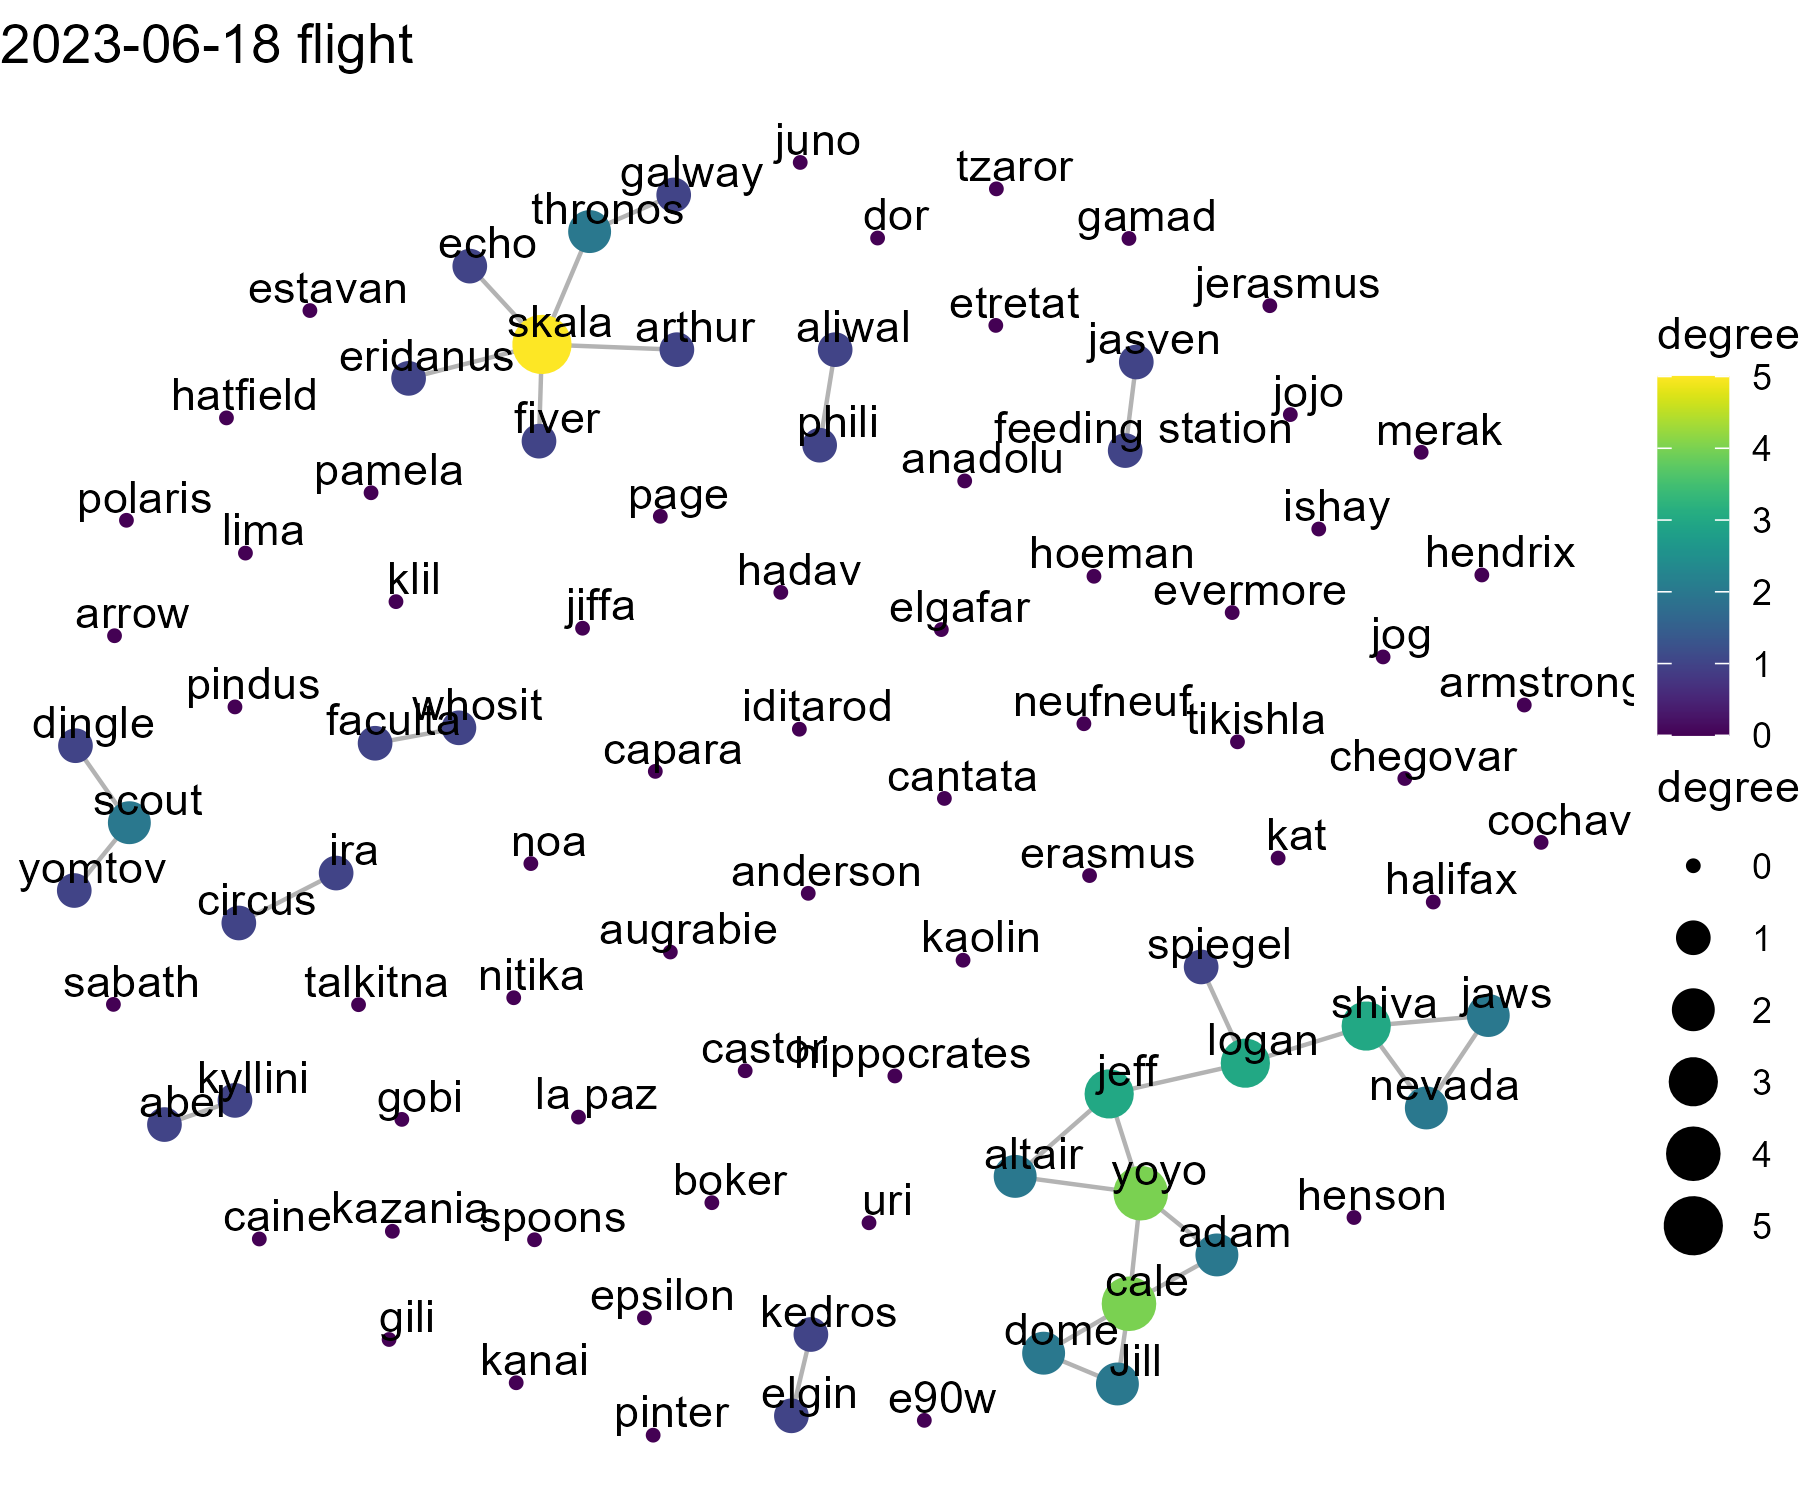 2023-06-18 flight
juno
galway
tzaror
thronos
dor
gamad
echo
estavan
jerasmus
etretat
skala
arthur
aliwal
jasven
eridanus
hatfield
jojo
fiver
phili
feeding station
merak
anadolu
pamela
polaris
page
ishay
lima
hoeman
hendrix
hadav
klil
evermore
jiffa
elgafar
arrow
jog
pindus
armstrong
whosit
iditarod
neufneuf
dingle
faculta
tikishla
capara
chegovar
cantata
scout
cochav
kat
noa
ira
erasmus
yomtov
anderson
halifax
circus
augrabie
kaolin
spiegel
nitika
sabath
talkitna
jaws
shiva
logan
castor
hippocrates
jeff
kyllini
nevada
la paz
gobi
abel
altair
yoyo
boker
uri
henson
caine
kazania
spoons
adam
cale
epsilon
kedros
gili
dome
kanai
Jill
elgin
e90w
pinter
degree
5
4
3
2
1
0
degree
0
1
2
3
4
5